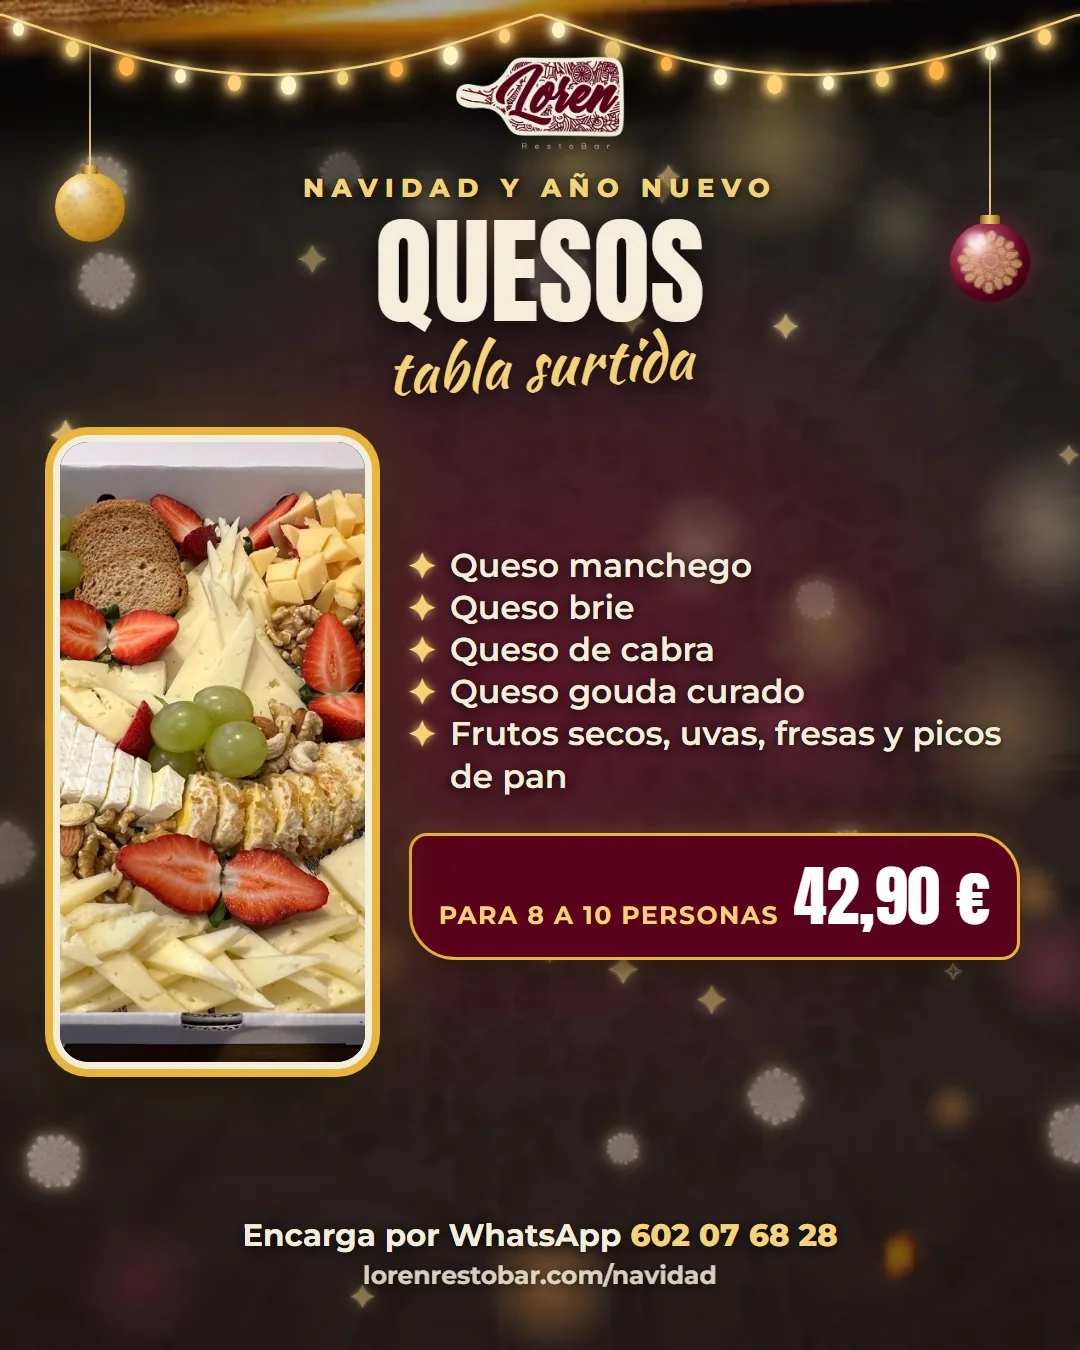 Loren
RestoBar
NAVIDAD Y AÑO NUEVO
QUESOS
tabla surtida
Queso manchego
Queso brie
Queso de cabra
Queso gouda curado
Frutos secos, uvas, fresas y picos
de pan
PARA 8 A 10 PERSONAS 42,90 €
Encarga por WhatsApp 602 07 68 28
lorenrestobar.com/navidad